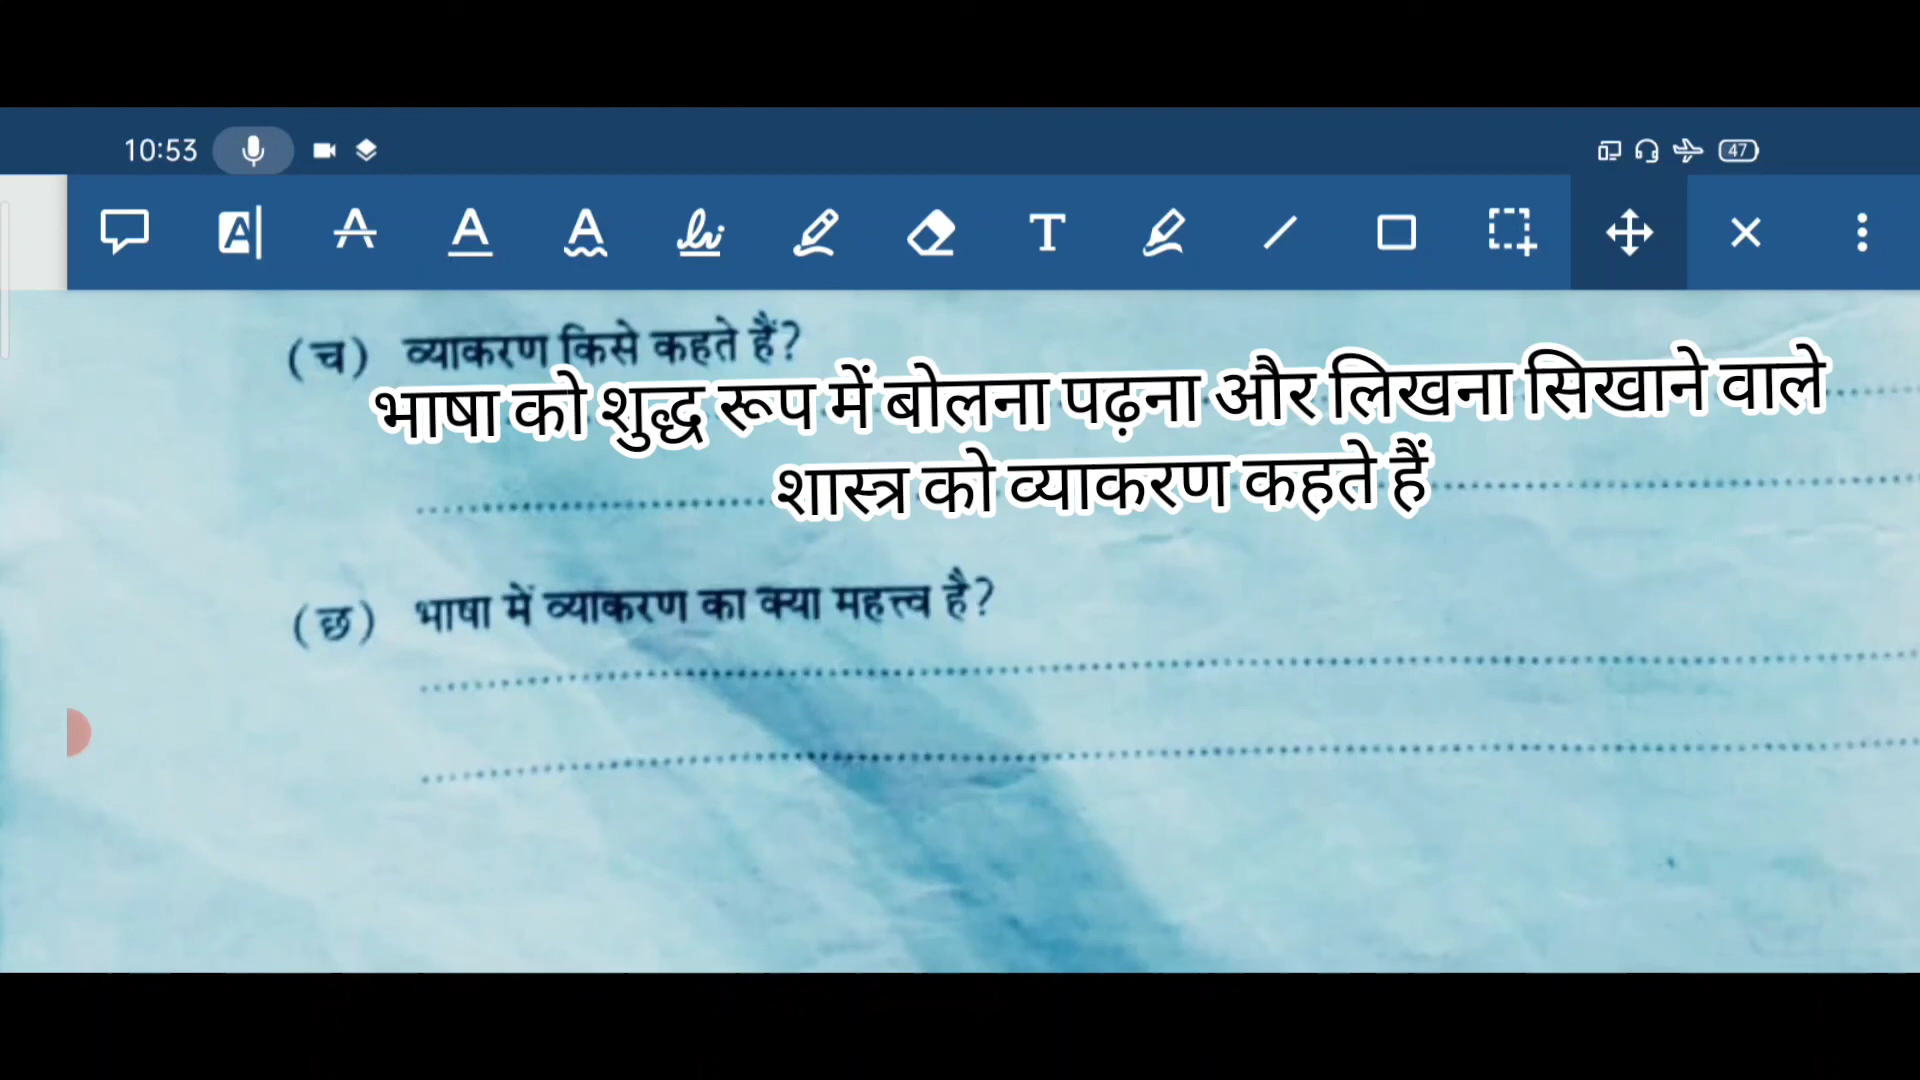 10:53
47
T
(च) व्याकरण किसे कहते हैं?
भाषा को शुद्ध रूप में बोलना पढ़ना और लिखना सिखाने वाले
शास्त्र को व्याकरण कहते हैं
(छ) भाषा में व्याकरण का क्या महत्त्व है?